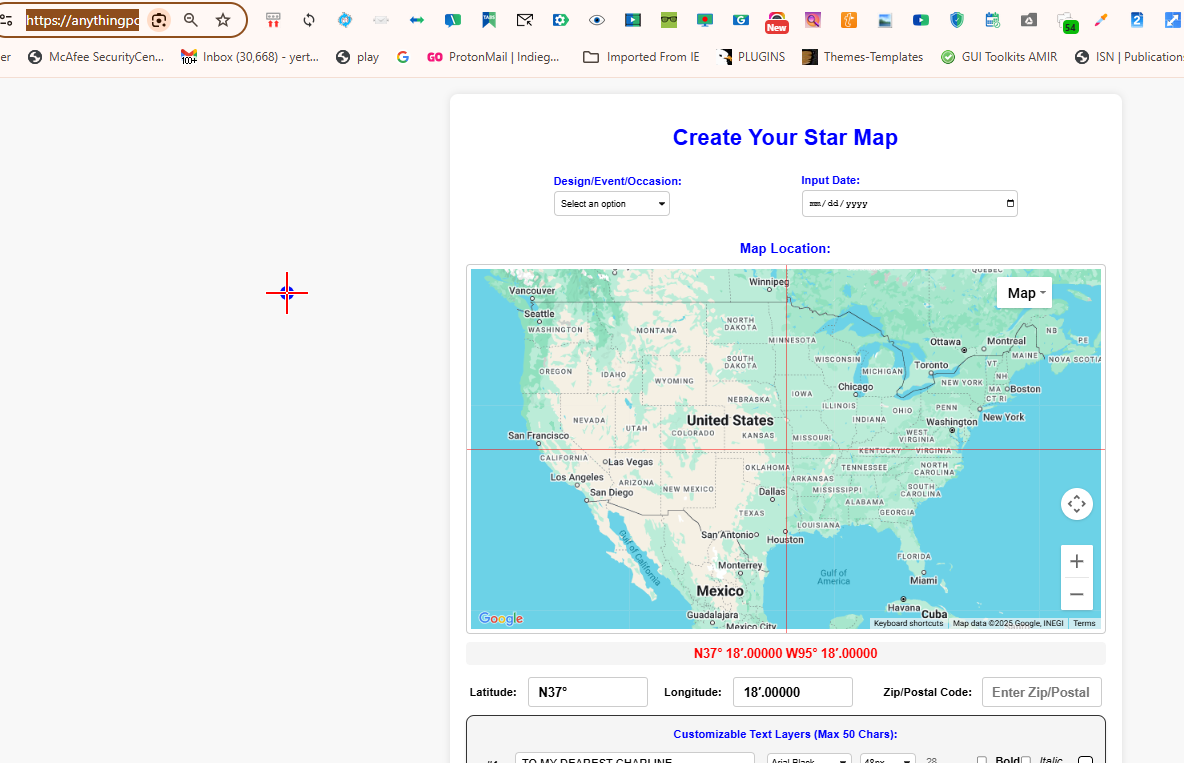 https://anythingpo
New
54
2
er McAfee SecurityCen... Inbox (30,668) - yert... play GO ProtonMail | Indieg... Imported From IE PLUGINS Themes-Templates GUI Toolkits AMIR ISN | Publications
Create Your Star Map
Design/Event/Occasion:
Input Date:
Select an option
mm/dd/yyyy
Map Location:
QUEBEC
Winnipeg
Vancouver
Map
Seattle
WASHINGTON
NORTH DAKOTA
MONTANA
MINNESOTA
NB
PE
Ottawa
Montreal
MAINE
NOVA SCOTIA
OREGON
IDAHO
SOUTH DAKOTA
WISCONSIN
MICHIGAN
Toronto
VT
NH
WYOMING
NEW YORK
MA
Boston
CT RI
Chicago
IOWA
NEBRASKA
ILLINOIS
INDIANA
OHIO
PENN
New York
NEVADA
UTAH
United States
COLORADO
KANSAS
MISSOURI
Washington
WEST VIRGINIA
San Francisco
CALIFORNIA
KENTUCKY
VIRGINIA
Las Vegas
OKLAHOMA
TENNESSEE
NORTH CAROLINA
Los Angeles
ARIZONA
NEW MEXICO
ARKANSAS
SOUTH CAROLINA
San Diego
Dallas
MISSISSIPPI
ALABAMA
TEXAS
GEORGIA
LOUISIANA
San Antonio
Houston
Gulf of California
FLORIDA
Monterrey
Gulf of America
Miami
Mexico
Havana
Cuba
Guadalajara
Mexico City
Google
Keyboard shortcuts Map data ©2025 Google, INEGI Terms
N37° 18′.00000 W95° 18′.00000
Latitude: N37° Longitude: 18′.00000 Zip/Postal Code: Enter Zip/Postal
Customizable Text Layers (Max 50 Chars):
#1 TO MY DEAREST CHARLINE Arial Black 48px 28 Bold Italic